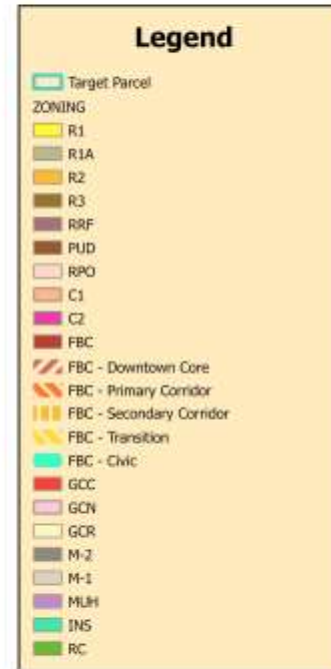 Legend
Target Parcel
ZONING
R1
R1A
R2
R3
RRF
PUD
RPO
C1
C2
FBC
FBC - Downtown Core
FBC - Primary Corridor
FBC - Secondary Corridor
FBC - Transition
FBC - Civic
GCC
GCN
GCR
M-2
M-1
MUH
INS
RC